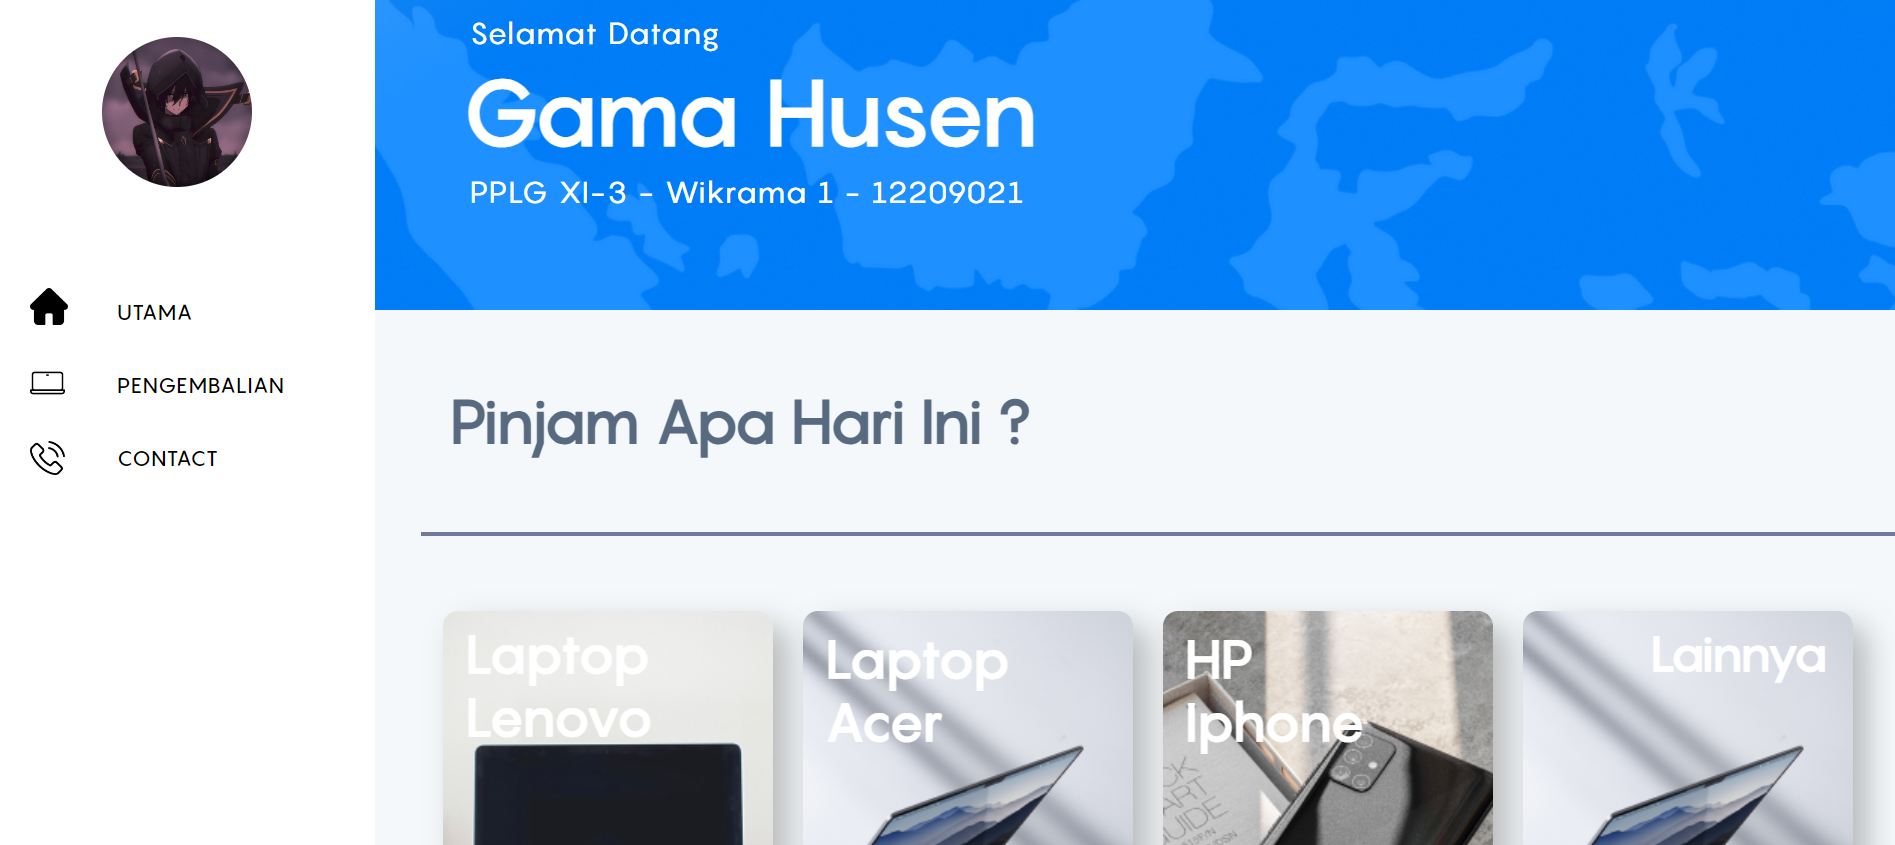 Selamat Datang
Gama Husen
PPLG XI-3 - Wikrama 1 - 12209021
UTAMA
PENGEMBALIAN
CONTACT
Pinjam Apa Hari Ini ?
Laptop
Lenovo
Laptop
Acer
HP
Iphone
Lainnya